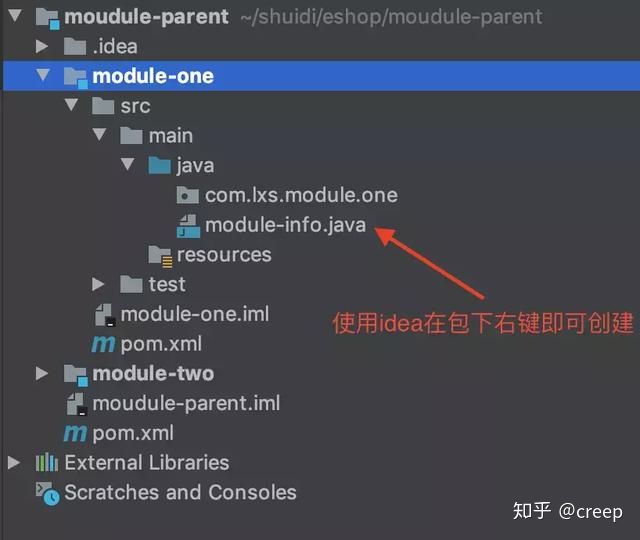 moudule-parent ~/shuidi/eshop/moudule-parent
.idea
module-one
src
main
java
com.lxs.module.one
module-info.java
resources
test
使用idea在包下右键即可创建
module-one.iml
pom.xml
module-two
moudule-parent.iml
pom.xml
External Libraries
Scratches and Consoles
知乎 @creep